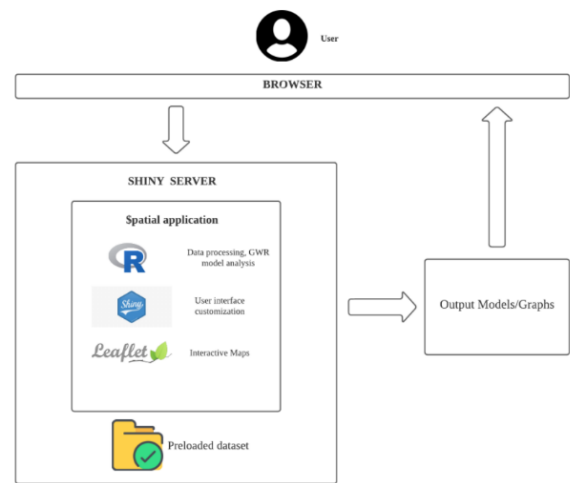 User
BROWSER
SHINY SERVER
$patial application
R
Data processing, GWR
model analysis
Shiny
User interface
customization
Leaflet
Interactive Maps
Preloaded dataset
Output Models/Graphs